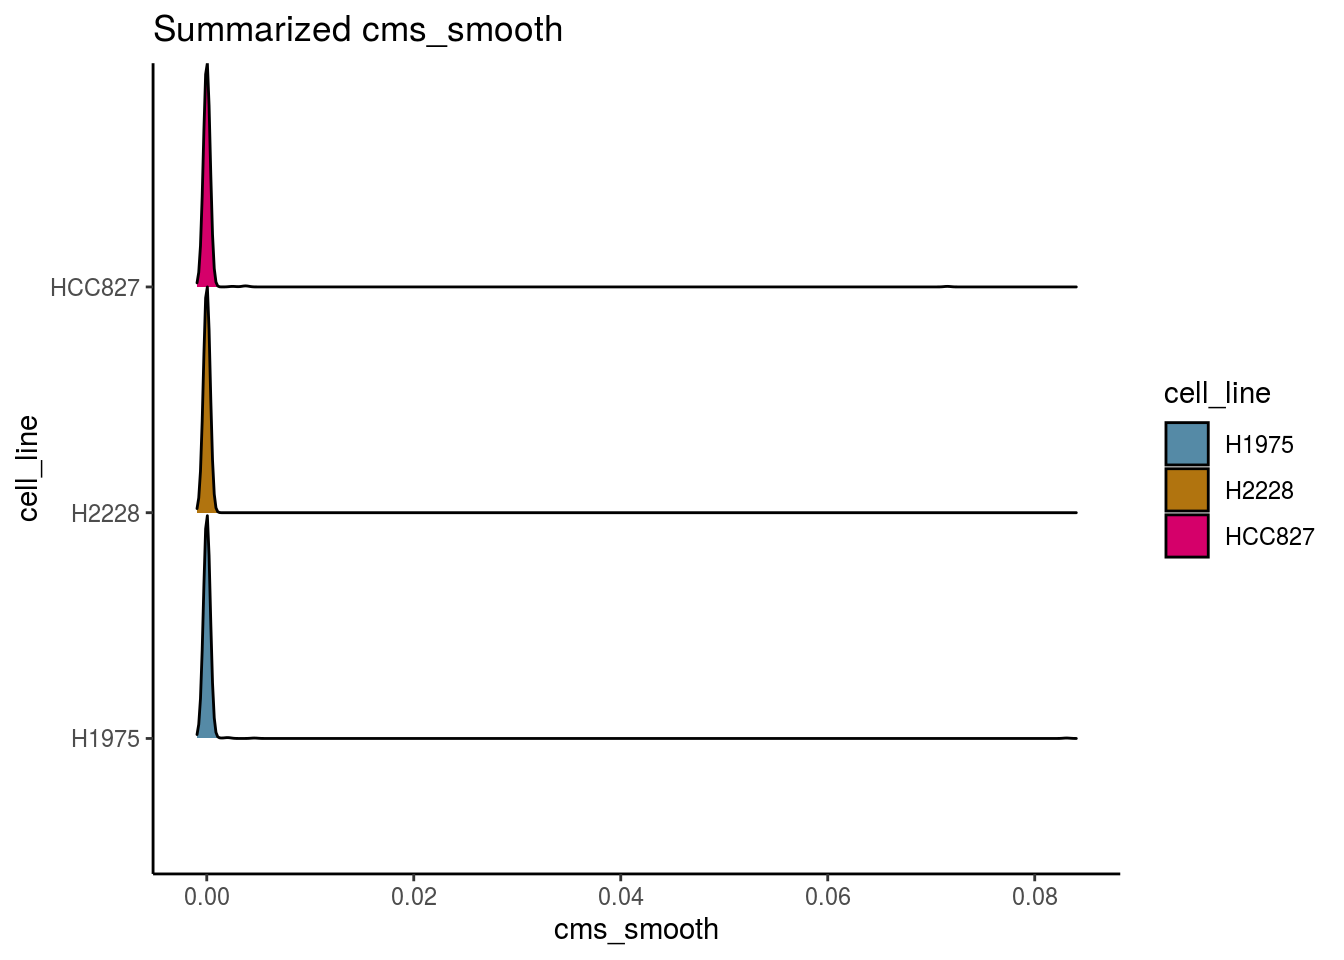 Summarized cms_smooth
HCC827
H2228
H1975
cell_line
0.00 0.02 0.04 0.06 0.08
cms_smooth
cell_line
H1975
H2228
HCC827